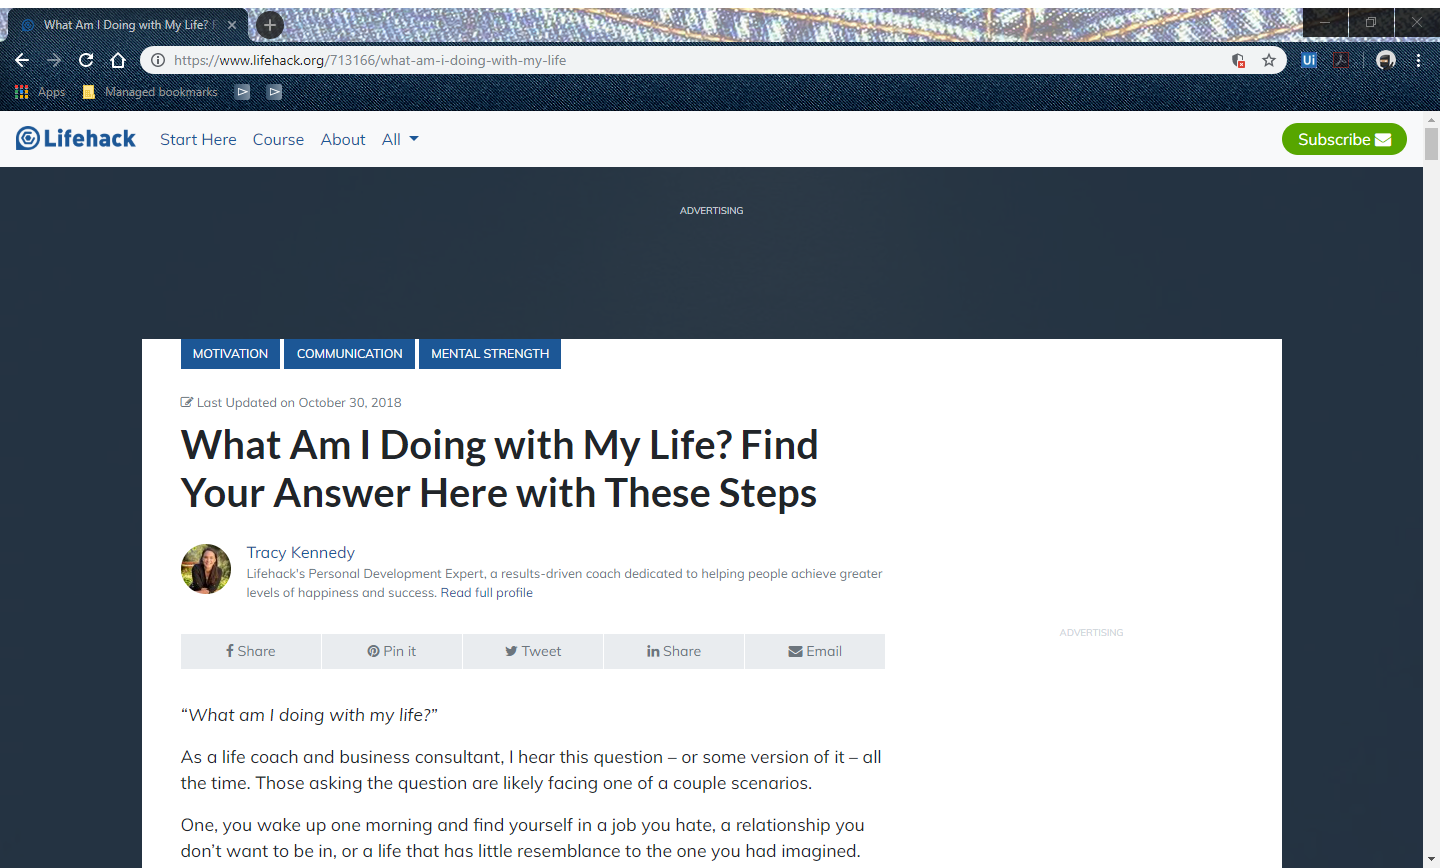 What Am I Doing with My Life?
https://www.lifehack.org/713166/what-am-i-doing-with-my-life
Ui
Apps
Managed bookmarks
Lifehack
Start Here
Course
About
All
Subscribe
ADVERTISING
MOTIVATION
COMMUNICATION
MENTAL STRENGTH
Last Updated on October 30, 2018
What Am I Doing with My Life? Find
Your Answer Here with These Steps
Tracy Kennedy
Lifehack's Personal Development Expert, a results-driven coach dedicated to helping people achieve greater
levels of happiness and success. Read full profile
Share
Pin it
Tweet
in Share
Email
ADVERTISING
“What am I doing with my life?”
As a life coach and business consultant, I hear this question – or some version of it – all
the time. Those asking the question are likely facing one of a couple scenarios.
One, you wake up one morning and find yourself in a job you hate, a relationship you
don’t want to be in, or a life that has little resemblance to the one you had imagined.